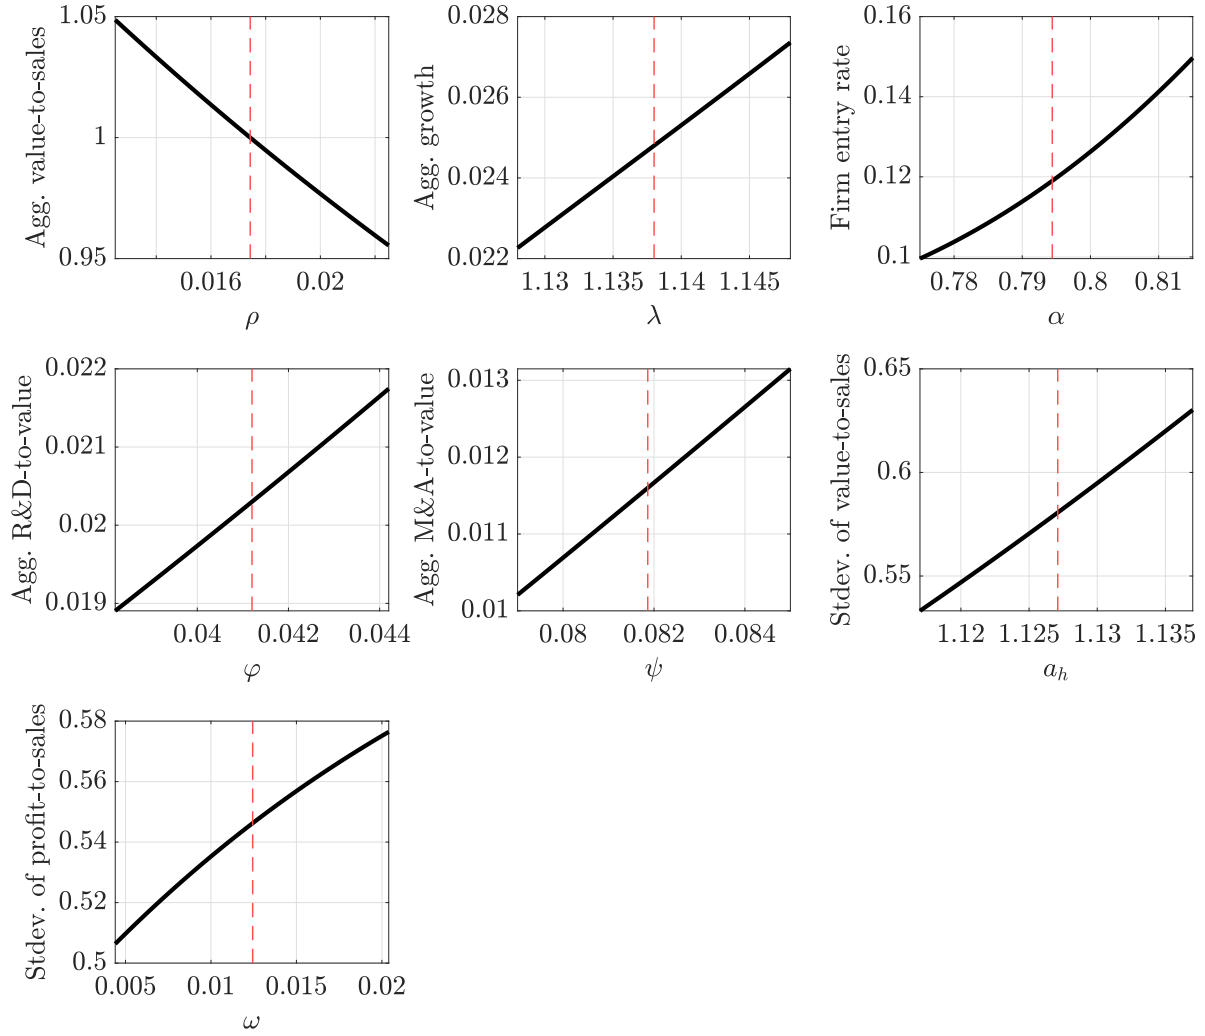 Agg. value-to-sales
1.05
1
0.95
0.016 0.02
ρ
Agg. growth
0.028
0.026
0.024
0.022
1.13 1.135 1.14 1.145
λ
Firm entry rate
0.16
0.14
0.12
0.1
0.78 0.79 0.8 0.81
α
Agg. R&D-to-value
0.022
0.021
0.02
0.019
0.04 0.042 0.044
φ
Agg. M&A-to-value
0.013
0.012
0.011
0.01
0.08 0.082 0.084
ψ
Stdev. of value-to-sales
0.65
0.6
0.55
1.12 1.125 1.13 1.135
a_h
Stdev. of profit-to-sales
0.58
0.56
0.54
0.52
0.5
0.005 0.01 0.015 0.02
ω